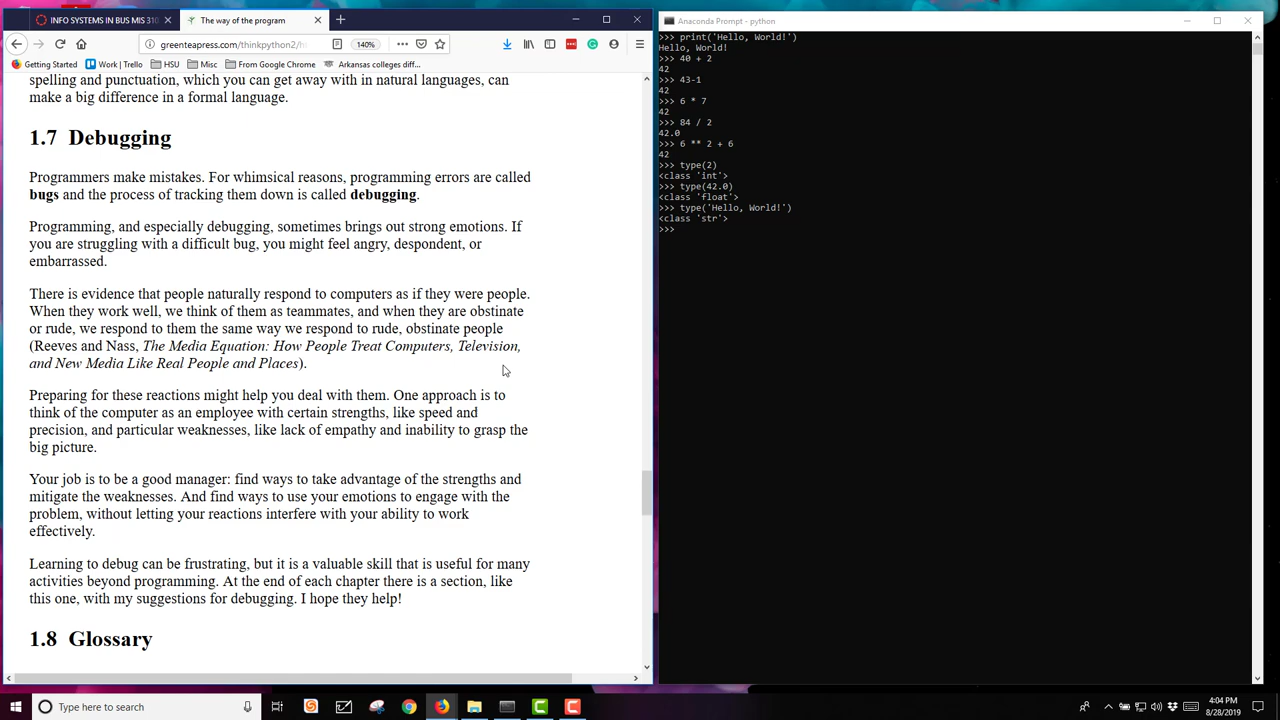 INFO SYSTEMS IN BUS MIS 310
The way of the program
greenteapress.com/thinkpython2/h
140%
Getting Started
Work | Trello
HSU
Misc
From Google Chrome
Arkansas colleges diff...
spelling and punctuation, which you can get away with in natural languages, can
make a big difference in a formal language.
1.7 Debugging
Programmers make mistakes. For whimsical reasons, programming errors are called
bugs and the process of tracking them down is called debugging.
Programming, and especially debugging, sometimes brings out strong emotions. If
you are struggling with a difficult bug, you might feel angry, despondent, or
embarrassed.
There is evidence that people naturally respond to computers as if they were people.
When they work well, we think of them as teammates, and when they are obstinate
or rude, we respond to them the same way we respond to rude, obstinate people
(Reeves and Nass, The Media Equation: How People Treat Computers, Television,
and New Media Like Real People and Places).
Preparing for these reactions might help you deal with them. One approach is to
think of the computer as an employee with certain strengths, like speed and
precision, and particular weaknesses, like lack of empathy and inability to grasp the
big picture.
Your job is to be a good manager: find ways to take advantage of the strengths and
mitigate the weaknesses. And find ways to use your emotions to engage with the
problem, without letting your reactions interfere with your ability to work
effectively.
Learning to debug can be frustrating, but it is a valuable skill that is useful for many
activities beyond programming. At the end of each chapter there is a section, like
this one, with my suggestions for debugging. I hope they help!
1.8 Glossary
Anaconda Prompt - python
>>> print('Hello, World!')
Hello, World!
>>> 40 + 2
42
>>> 43-1
42
>>> 6 * 7
42
>>> 84 / 2
42.0
>>> 6 ** 2 + 6
42
>>> type(2)
<class 'int'>
>>> type(42.0)
<class 'float'>
>>> type('Hello, World!')
<class 'str'>
>>>
Type here to search
4:04 PM
8/28/2019